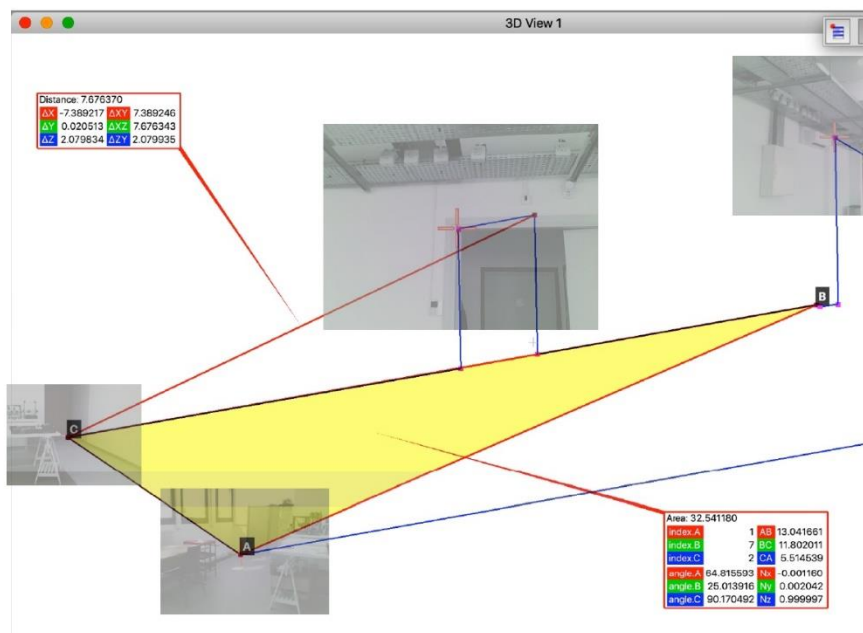 3D View 1
Distance: 7.676370
ΔX -7.389217 ΔXY 7.389246
ΔY 0.020513 ΔXZ 7.676343
ΔZ 2.079834 ΔZY 2.079935
B
C
A
Area: 32.541180
index.A 1 AB 13.041661
index.B 7 BC 11.802011
index.C 2 CA 5.514539
angle.A 64.815593 Nx -0.001160
angle.B 25.013916 Ny 0.002042
angle.C 90.170492 Nz 0.999997